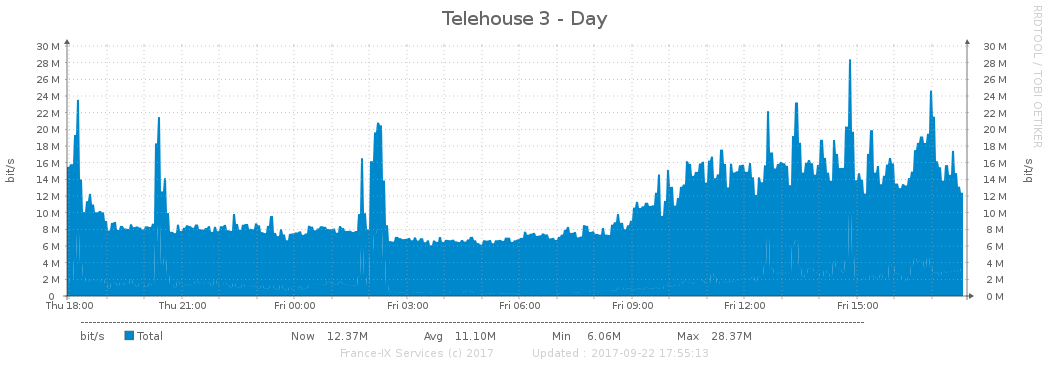 Telehouse 3 - Day
RRDTOOL / TOBI OETIKER
30 M 30 M
28 M 28 M
26 M 26 M
24 M 24 M
22 M 22 M
20 M 20 M
18 M 18 M
16 M 16 M
14 M 14 M
12 M 12 M
10 M 10 M
8 M 8 M
6 M 6 M
4 M 4 M
2 M 2 M
0 0 M
bit/s
bit/s
Thu 18:00 Thu 21:00 Fri 00:00 Fri 03:00 Fri 06:00 Fri 09:00 Fri 12:00 Fri 15:00
bit/s Total Now 12.37M Avg 11.10M Min 6.06M Max 28.37M
France-IX Services (c) 2017 Updated : 2017-09-22 17:55:13